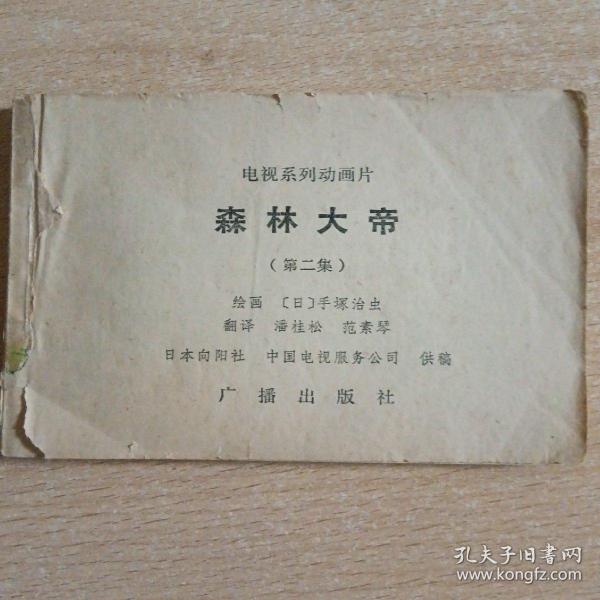 电视系列动画片
森林大帝
（第二集）
绘画 〔日〕手塚治虫
翻译 潘桂松 范素琴
日本向阳社 中国电视服务公司 供稿
广播出版社
孔夫子旧书网
www.kongfz.com